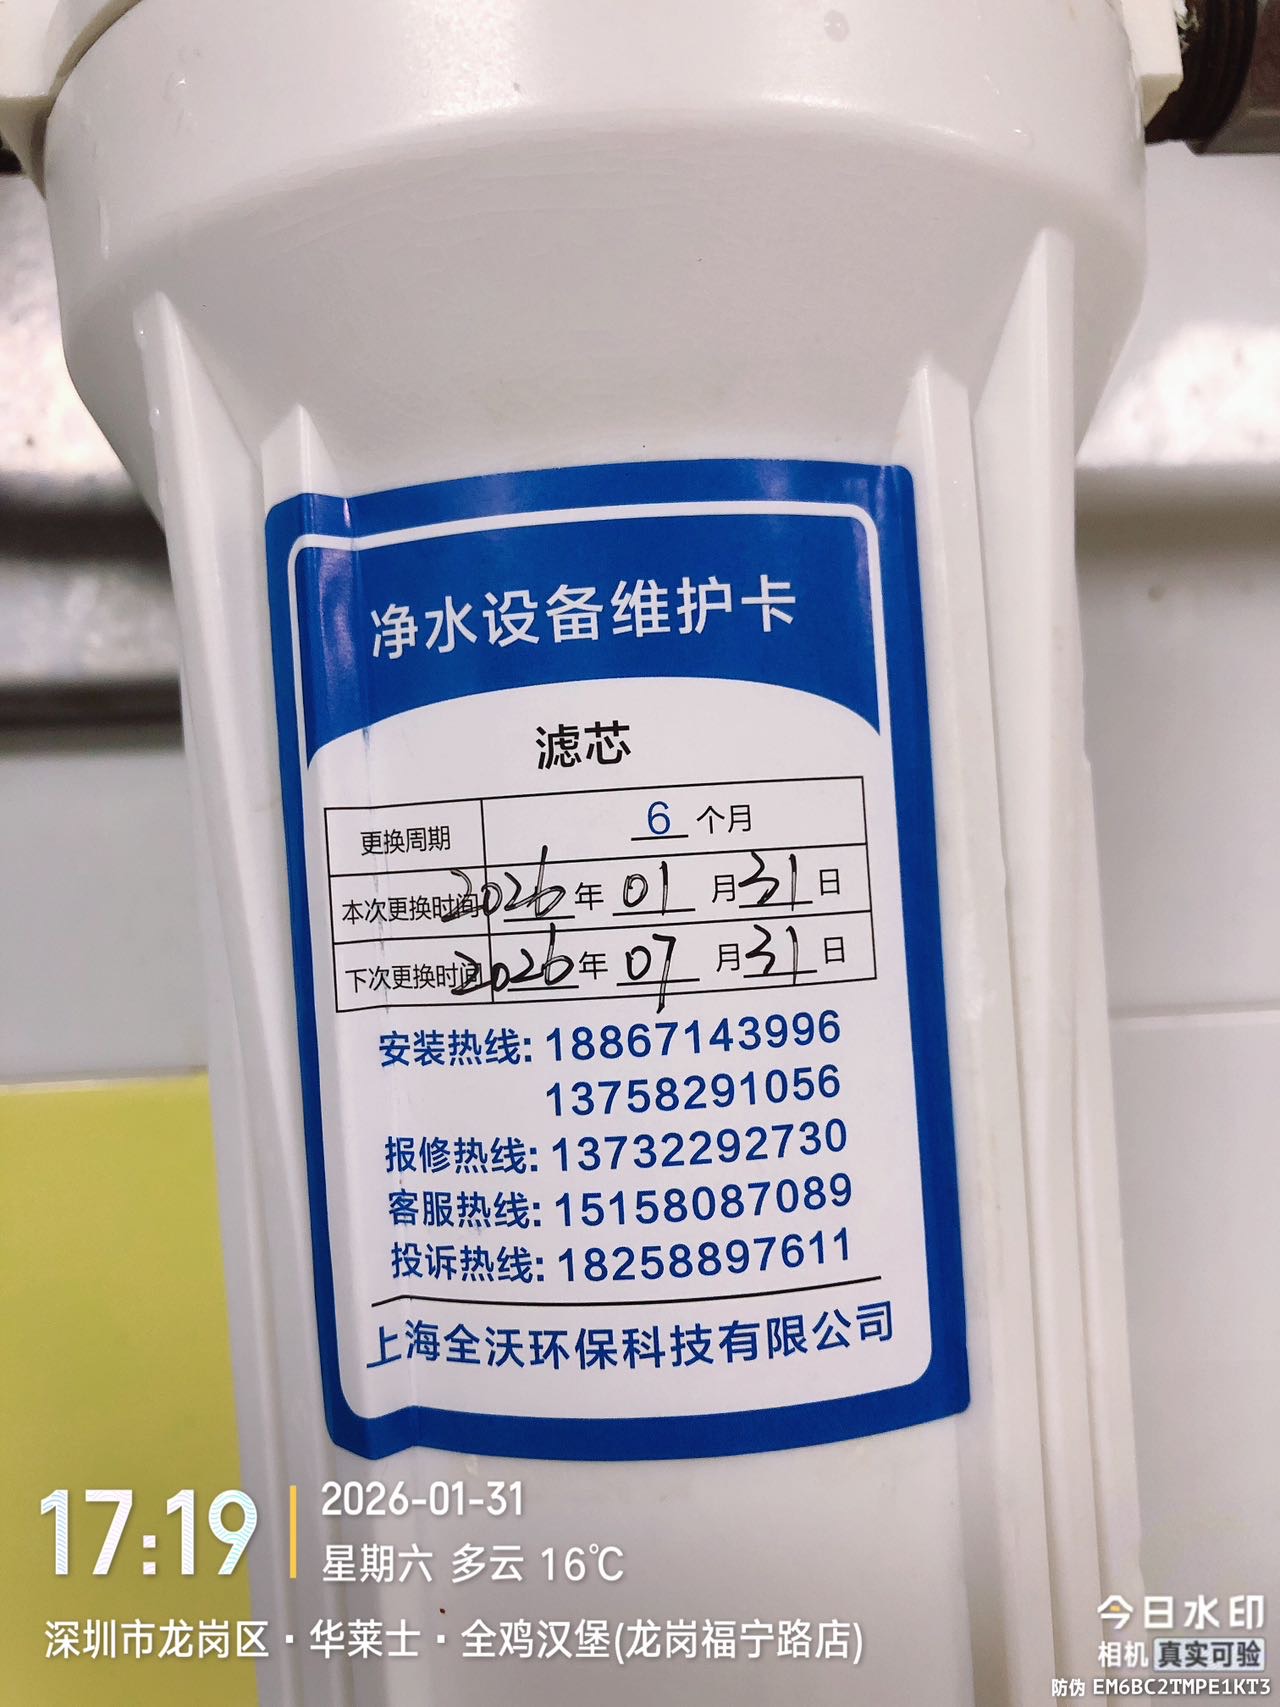 净水设备维护卡
滤芯
更换周期 6 个月
本次更换时间 2026 年 01 月 31 日
下次更换时间 2026 年 07 月 31 日
安装热线: 18867143996
13758291056
报修热线: 13732292730
客服热线: 15158087089
投诉热线: 18258897611
上海全沃环保科技有限公司
17:19
2026-01-31
星期六 多云 16℃
深圳市龙岗区·华莱士·全鸡汉堡(龙岗福宁路店)
今日水印
相机 真实可验
防伪 EM6BC2TMPE1KT3